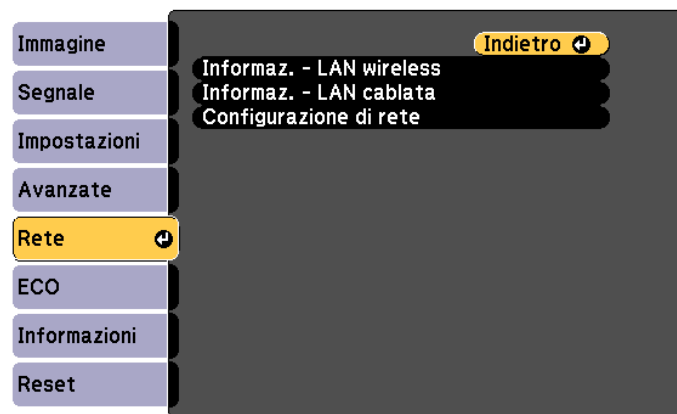 Immagine
Segnale
Impostazioni
Avanzate
Rete
ECO
Informazioni
Reset
Indietro
Informaz. - LAN wireless
Informaz. - LAN cablata
Configurazione di rete